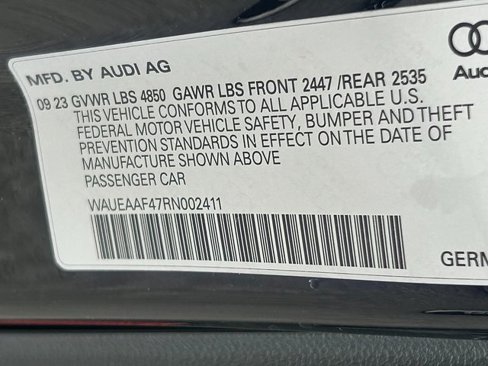 MFD. BY AUDI AG
09 23 GVWR LBS 4850 GAWR LBS FRONT 2447 /REAR 2535
THIS VEHICLE CONFORMS TO ALL APPLICABLE U.S.
FEDERAL MOTOR VEHICLE SAFETY, BUMPER AND THEFT
PREVENTION STANDARDS IN EFFECT ON THE DATE OF
MANUFACTURE SHOWN ABOVE
PASSENGER CAR
WAUEAAF47RN002411
Aud
GERM